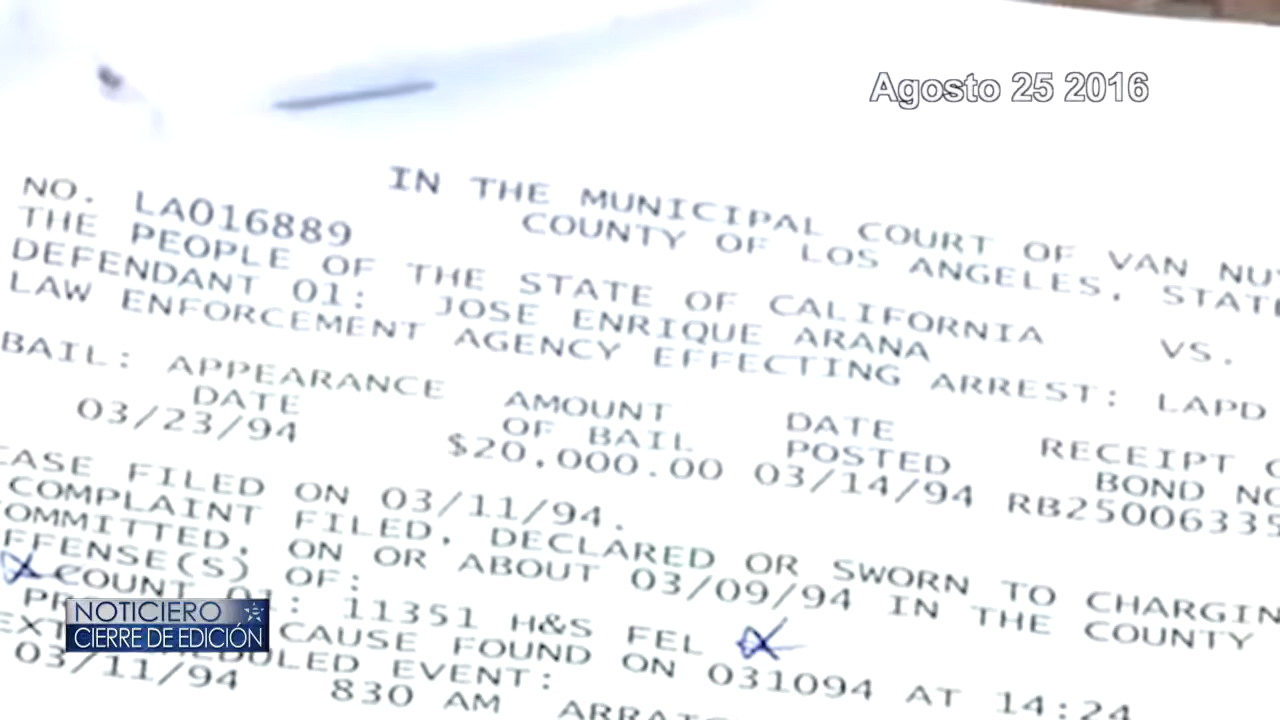 Agosto 25 2016
IN THE MUNICIPAL COURT OF VAN
NO. LA016889 COUNTY OF LOS ANGELES, STATE
THE PEOPLE OF THE STATE OF CALIFORNIA VS.
DEFENDANT 01: JOSE ENRIQUE ARANA
LAW ENFORCEMENT AGENCY EFFECTING ARREST: LAPD
BAIL: APPEARANCE AMOUNT DATE RECEIPT
DATE OF BAIL POSTED BOND
03/23/94 $20,000.00 03/14/94 RB2500633
CASE FILED ON 03/11/94.
COMPLAINT FILED, DECLARED OR SWORN TO CHARGIN
OMMITTED, ON OR ABOUT 03/09/94 IN THE COUNTY
FFENSE(S) OF:
COUNT 01: 11351 H&S FEL
CAUSE FOUND ON 031094 AT 14:24
EXT SCHEDULED EVENT:
03/11/94 830 AM
NOTICIERO
CIERRE DE EDICIÓN